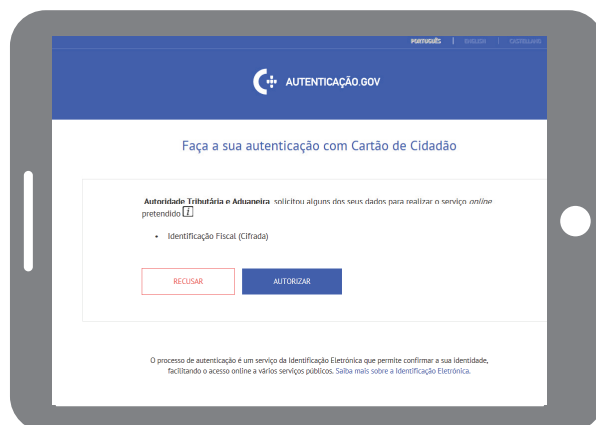 PORTUGUÊS | ENGLISH | CASTELLANO
AUTENTICAÇÃO.GOV
Faça a sua autenticação com Cartão de Cidadão
Autoridade Tributária e Aduaneira solicitou alguns dos seus dados para realizar o serviço online
pretendido i
• Identificação Fiscal (Cifrada)
RECUSAR AUTORIZAR
O processo de autenticação é um serviço da Identificação Eletrónica que permite confirmar a sua identidade,
facilitando o acesso online a vários serviços públicos. Saiba mais sobre a Identificação Eletrónica.